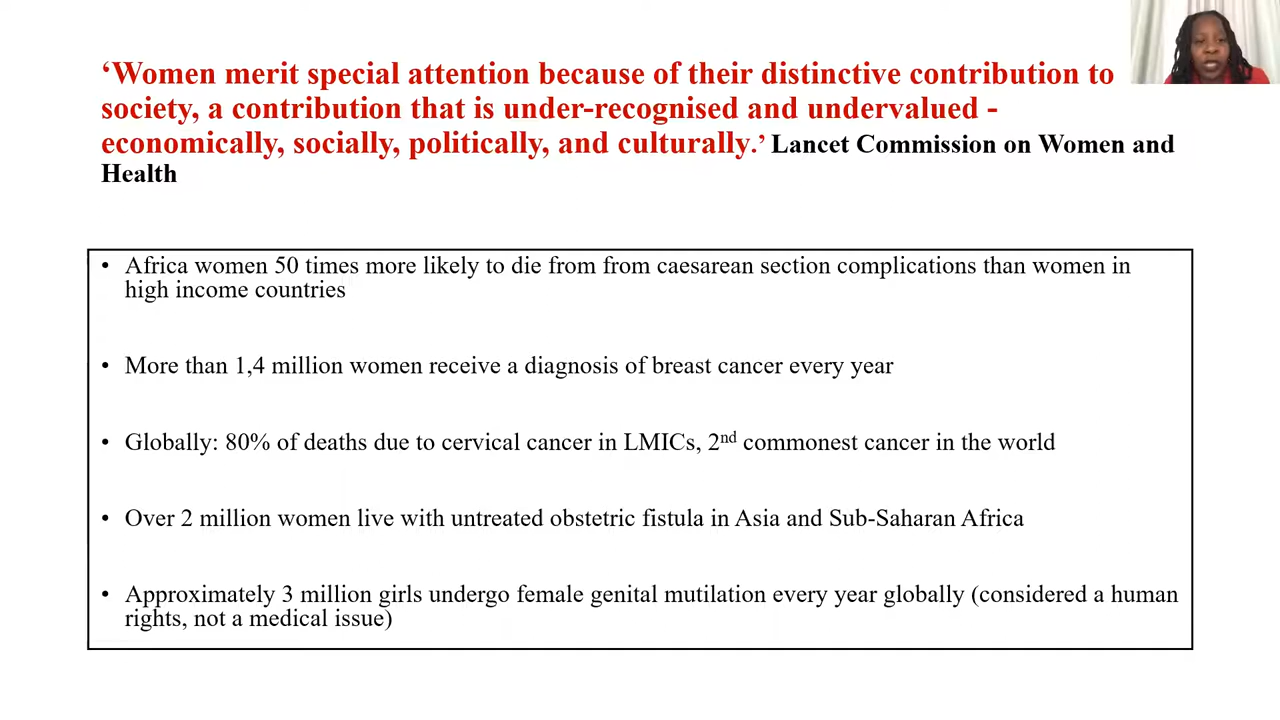 ‘Women merit special attention because of their distinctive contribution to
society, a contribution that is under-recognised and undervalued -
economically, socially, politically, and culturally.’ Lancet Commission on Women and
Health
• Africa women 50 times more likely to die from from caesarean section complications than women in
high income countries
• More than 1,4 million women receive a diagnosis of breast cancer every year
• Globally: 80% of deaths due to cervical cancer in LMICs, 2nd commonest cancer in the world
• Over 2 million women live with untreated obstetric fistula in Asia and Sub-Saharan Africa
• Approximately 3 million girls undergo female genital mutilation every year globally (considered a human
rights, not a medical issue)